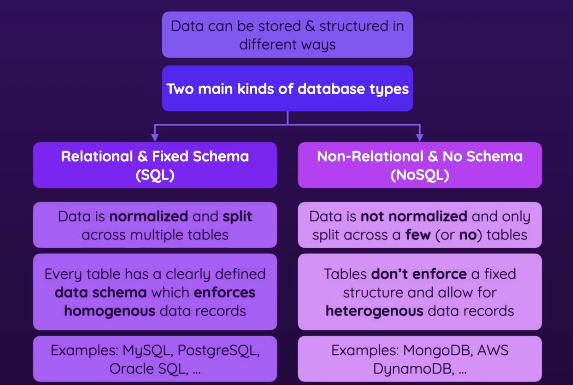 Data can be stored & structured in
different ways
Two main kinds of database types
Relational & Fixed Schema
(SQL)
Data is normalized and split
across multiple tables
Every table has a clearly defined
data schema which enforces
homogenous data records
Examples: MySQL, PostgreSQL,
Oracle SQL, ...
Non-Relational & No Schema
(NoSQL)
Data is not normalized and only
split across a few (or no) tables
Tables don't enforce a fixed
structure and allow for
heterogenous data records
Examples: MongoDB, AWS
DynamoDB, ...